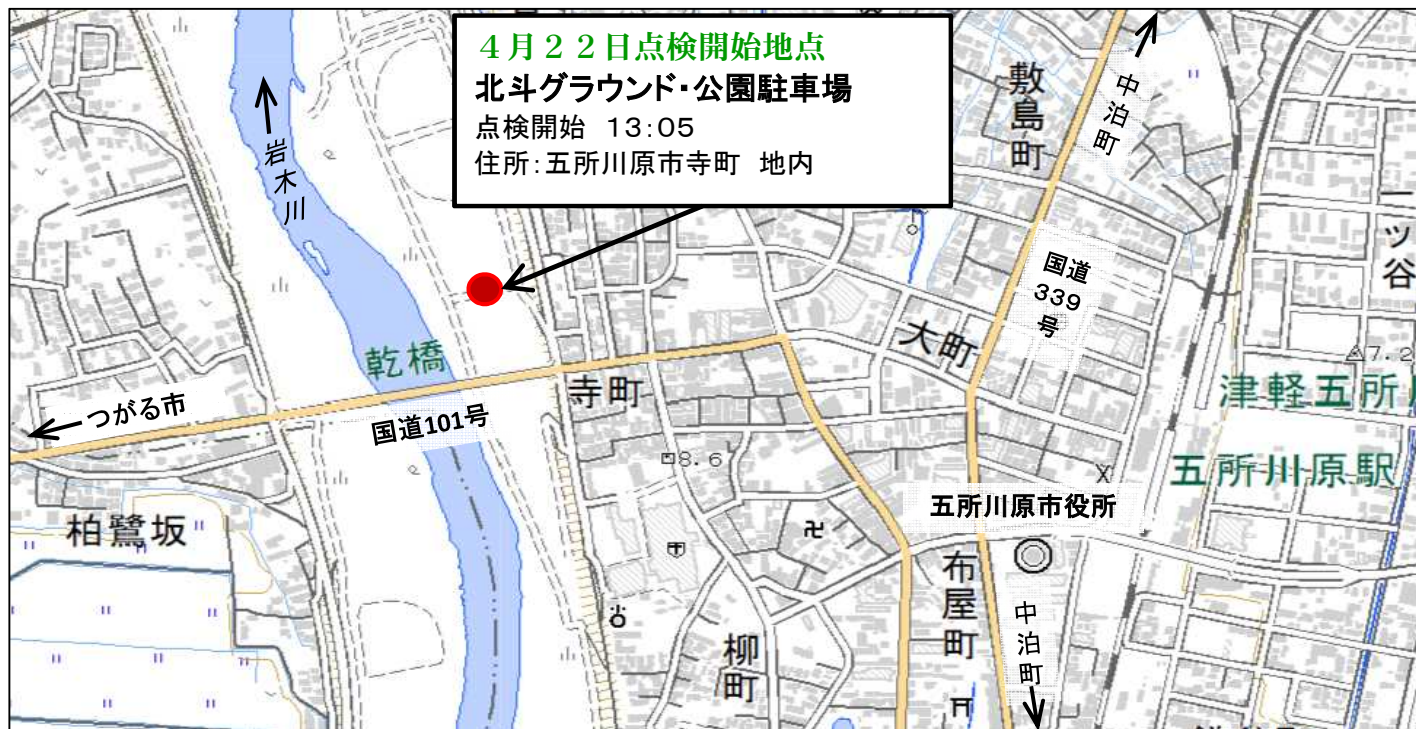 ４月２２日点検開始地点
北斗グラウンド・公園駐車場
点検開始　13:05
住所：五所川原市寺町　地内
岩木川
敷島町
中泊町
国道
339
号
一ツ谷
大町
乾橋
寺町
つがる市
国道101号
7.2
津軽五所川
五所川原駅
8.6
五所川原市役所
柏鷺坂
布屋町
中泊町
柳町